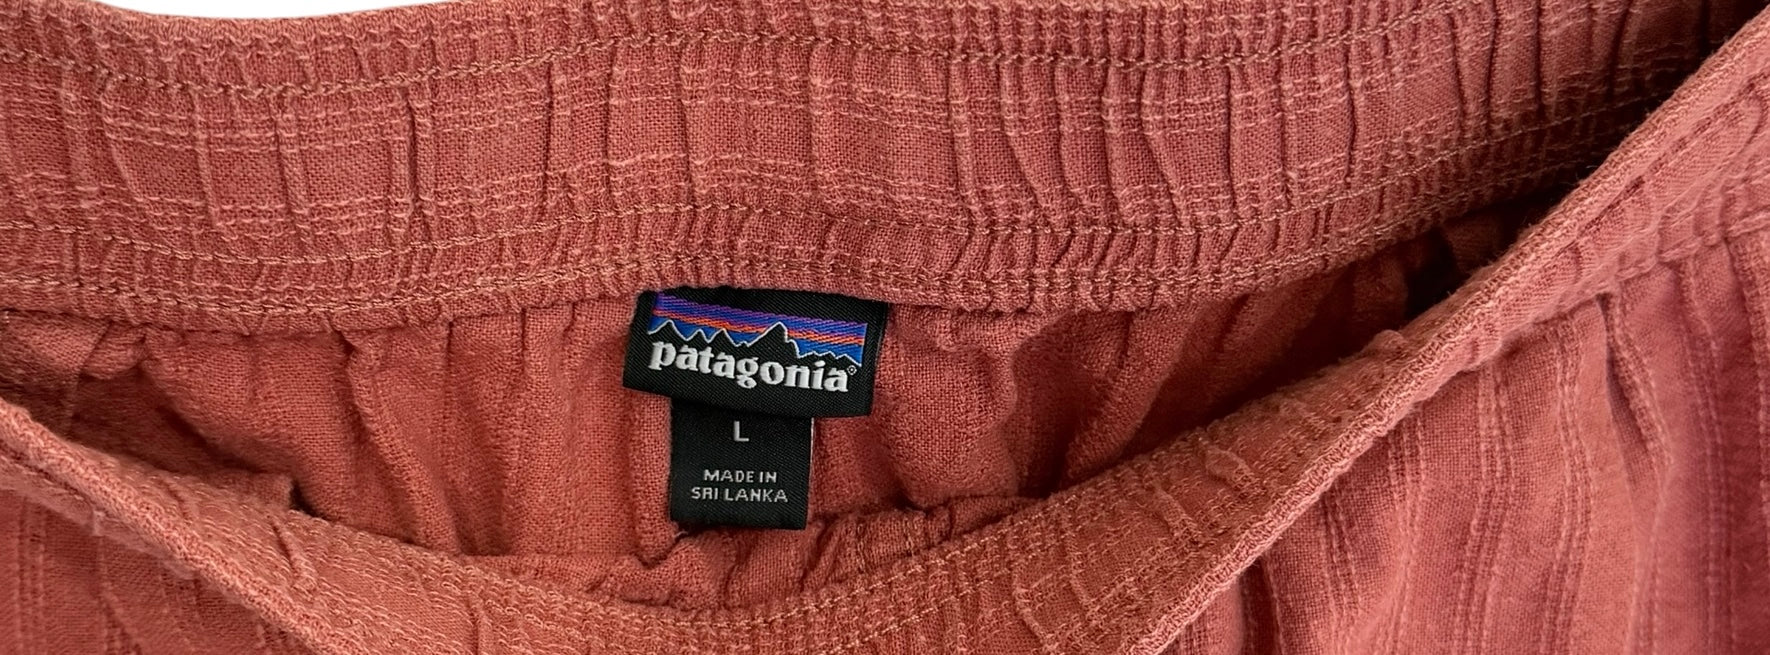 patagonia®
L
MADE IN
SRI LANKA